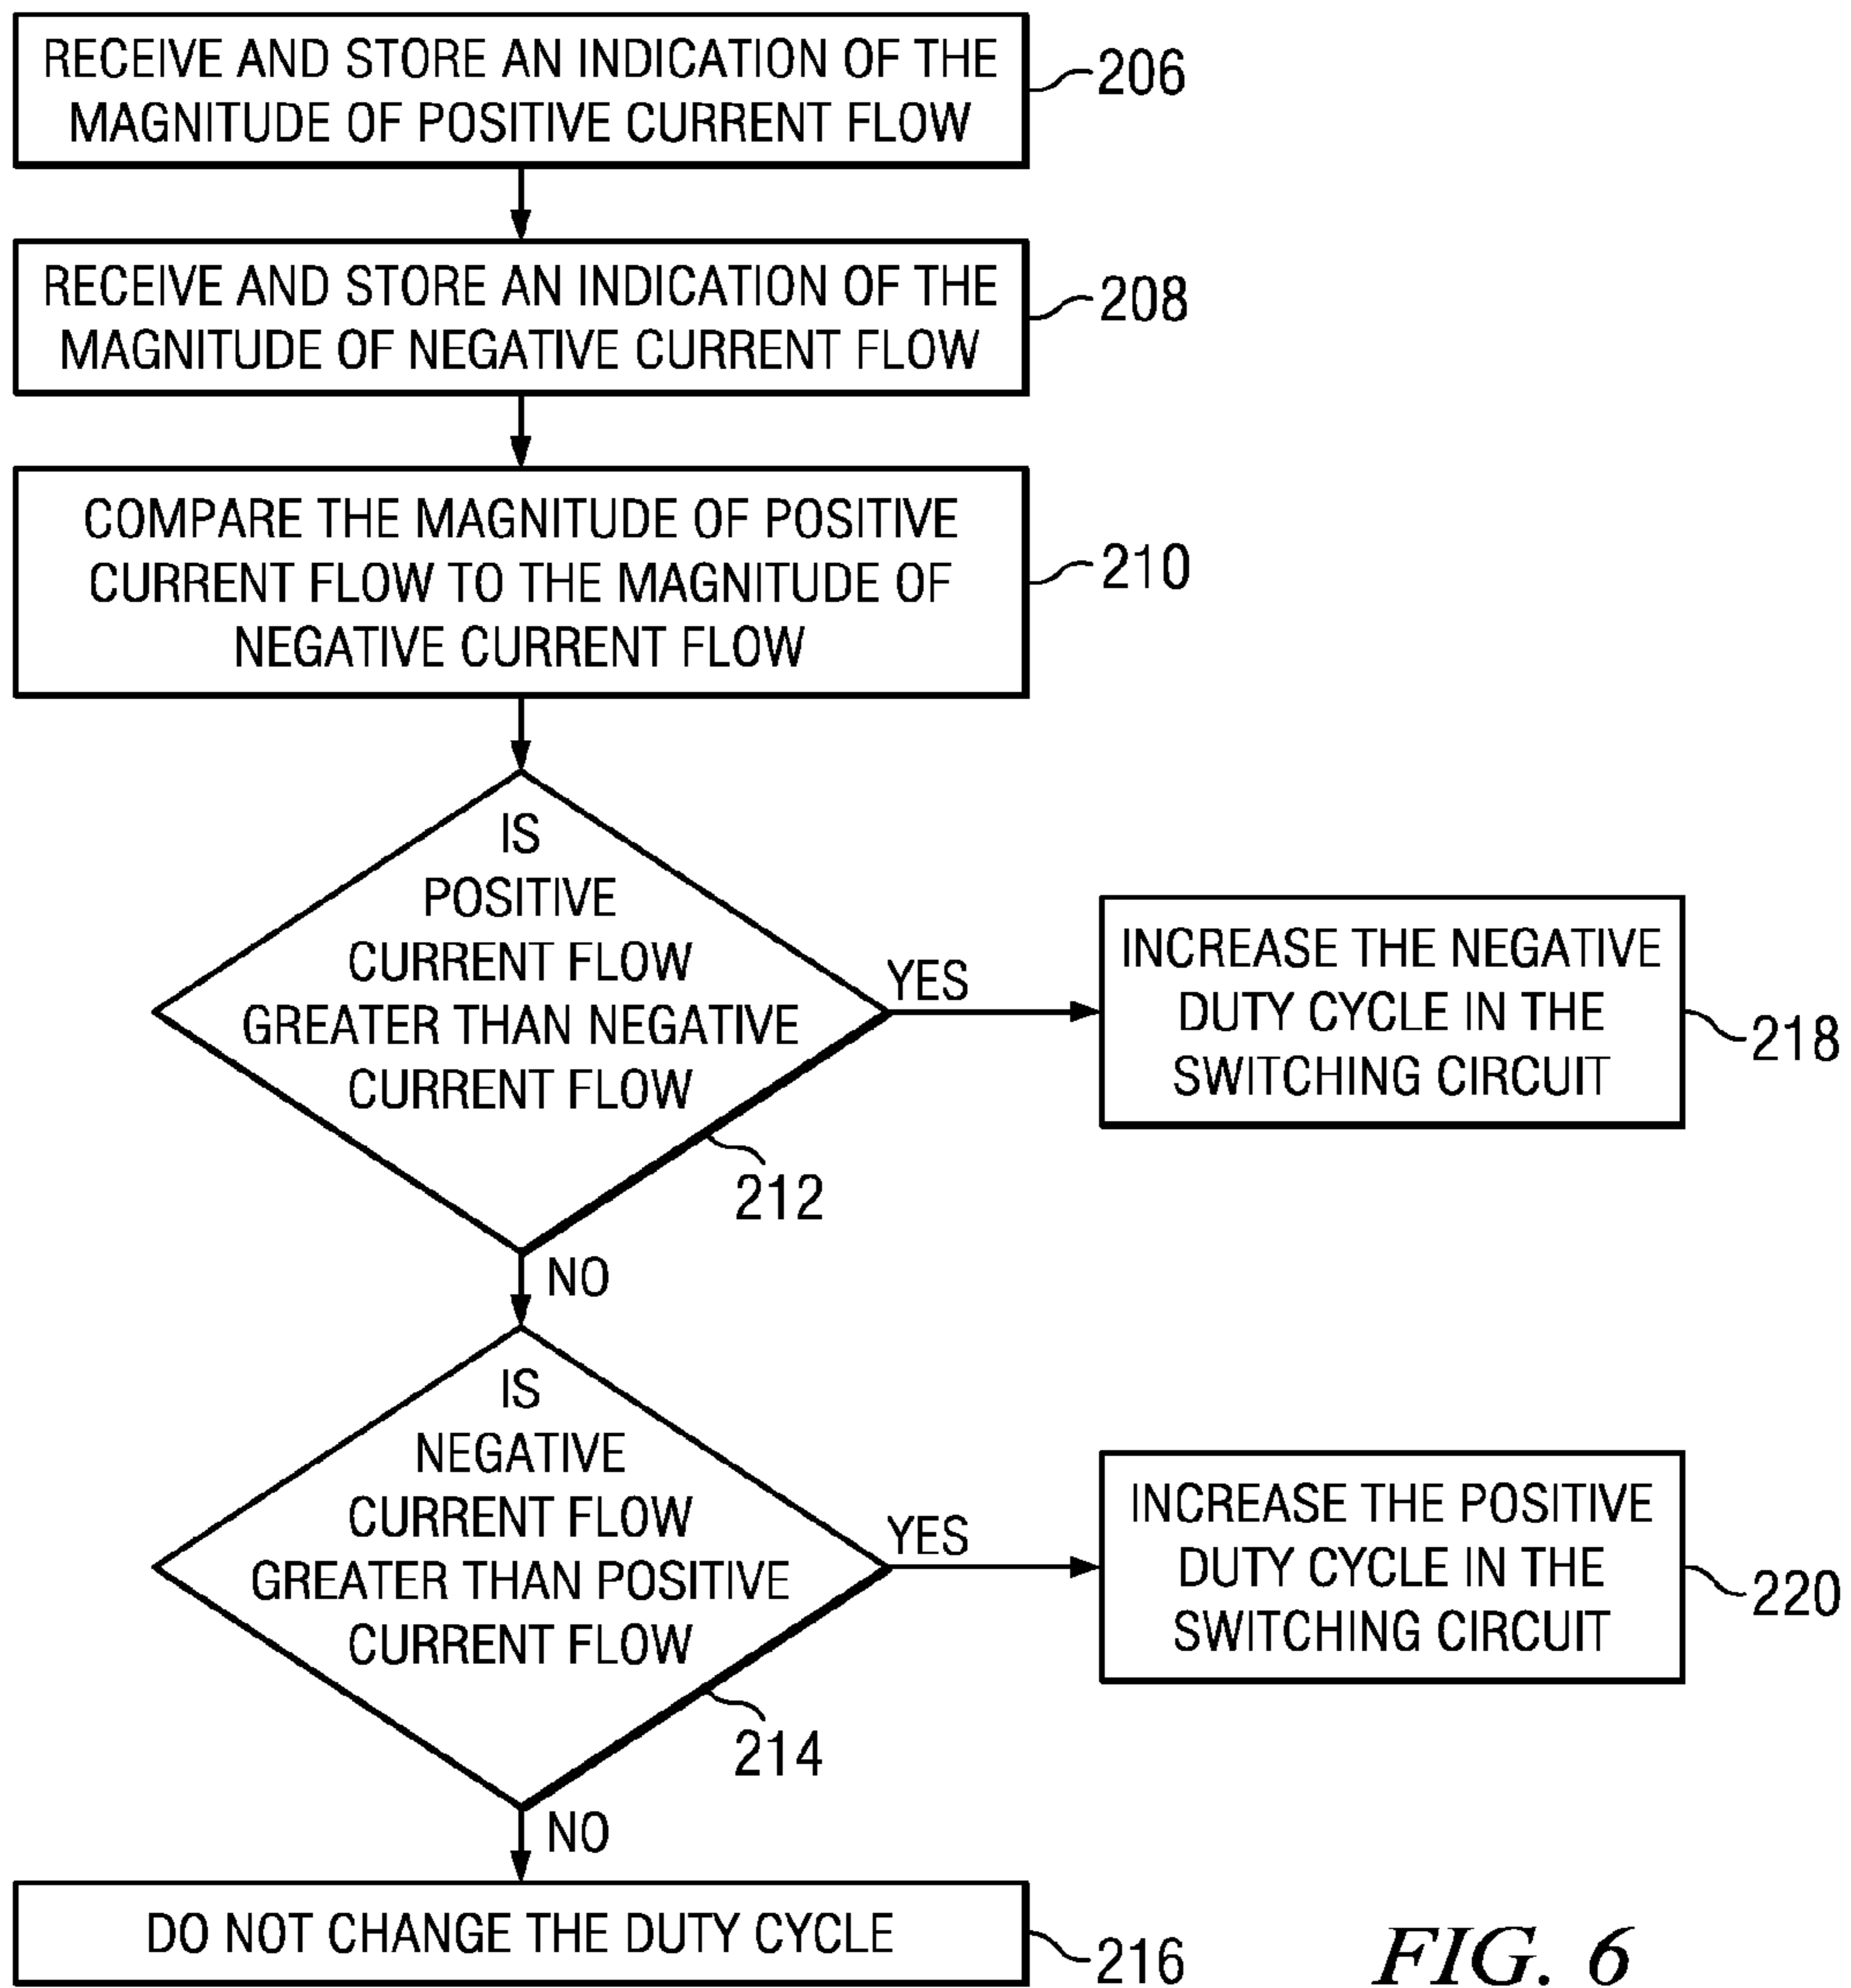 RECEIVE AND STORE AN INDICATION OF THE
MAGNITUDE OF POSITIVE CURRENT FLOW
206
RECEIVE AND STORE AN INDICATION OF THE
MAGNITUDE OF NEGATIVE CURRENT FLOW
208
COMPARE THE MAGNITUDE OF POSITIVE
CURRENT FLOW TO THE MAGNITUDE OF
NEGATIVE CURRENT FLOW
210
IS
POSITIVE
CURRENT FLOW
GREATER THAN NEGATIVE
CURRENT FLOW
212
YES
INCREASE THE NEGATIVE
DUTY CYCLE IN THE
SWITCHING CIRCUIT
218
NO
IS
NEGATIVE
CURRENT FLOW
GREATER THAN POSITIVE
CURRENT FLOW
214
YES
INCREASE THE POSITIVE
DUTY CYCLE IN THE
SWITCHING CIRCUIT
220
NO
DO NOT CHANGE THE DUTY CYCLE
216
FIG. 6